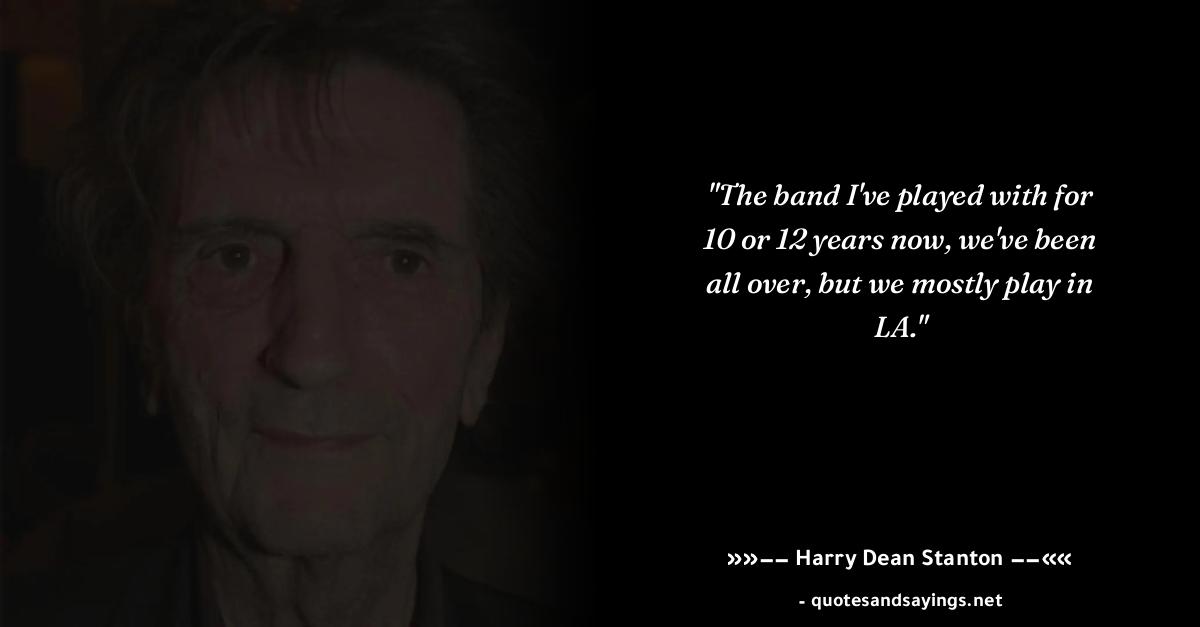 "The band I've played with for
10 or 12 years now, we've been
all over, but we mostly play in
LA."
»»−− Harry Dean Stanton −−««
- quotesandsayings.net